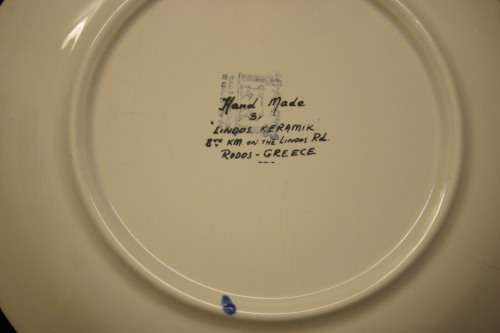 Hand Made
By
LINDOS KERAMIK
8TH KM ON THE LINDOS Rd.
RODOS - GREECE